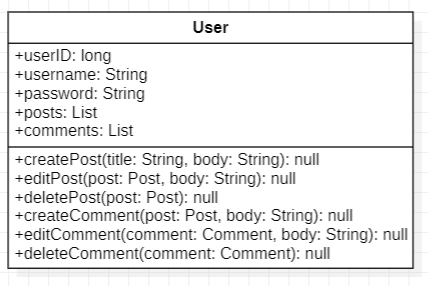 User
+userID: long
+username: String
+password: String
+posts: List
+comments: List
+createPost(title: String, body: String): null
+editPost(post: Post, body: String): null
+deletePost(post: Post): null
+createComment(post: Post, body: String): null
+editComment(comment: Comment, body: String): null
+deleteComment(comment: Comment): null